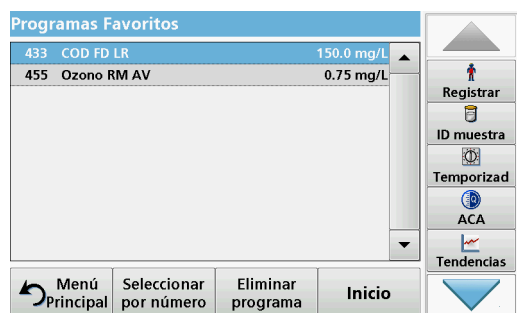 Programas Favoritos
433 COD FD LR 150.0 mg/L
455 Ozono RM AV 0.75 mg/L
Registrar
ID muestra
Temporizad
ACA
Tendencias
Menú Principal
Seleccionar por número
Eliminar programa
Inicio